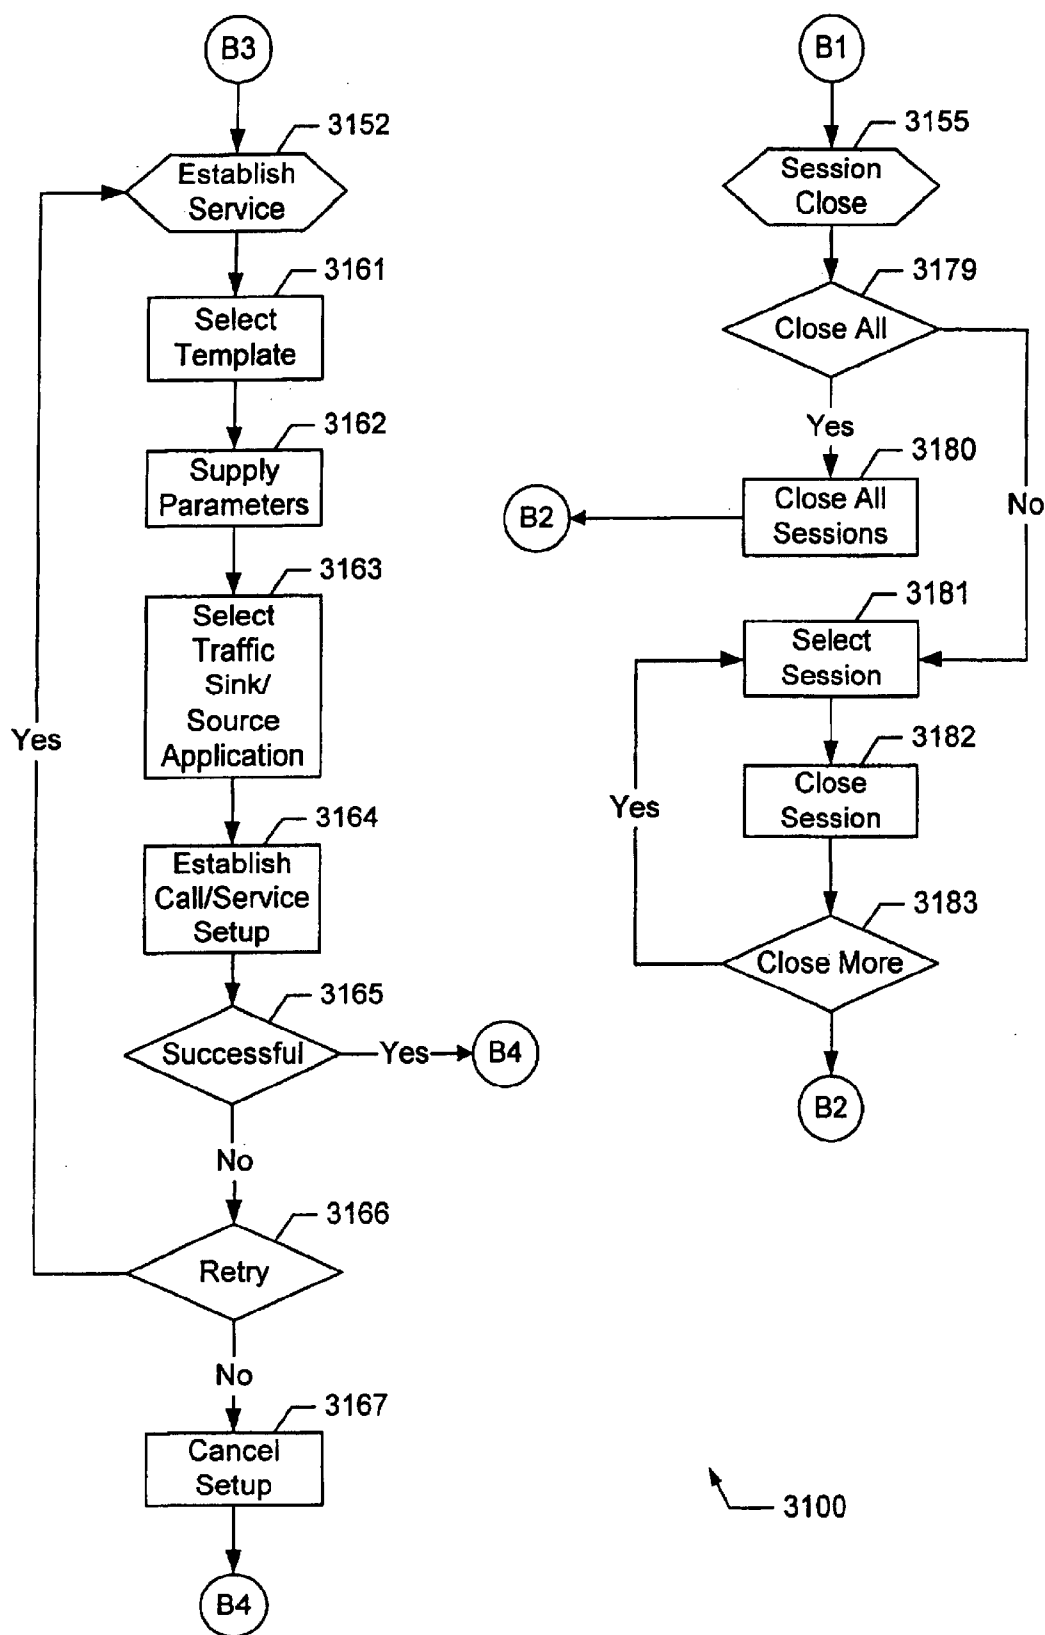 B3
3152
Establish
Service
3161
Select
Template
3162
Supply
Parameters
3163
Select
Traffic
Sink/
Source
Application
Yes
3164
Establish
Call/Service
Setup
3165
Successful
Yes
B4
No
3166
Retry
No
3167
Cancel
Setup
B4
B1
3155
Session
Close
3179
Close All
Yes
No
3180
Close All
Sessions
B2
3181
Select
Session
3182
Close
Session
Yes
3183
Close More
B2
3100